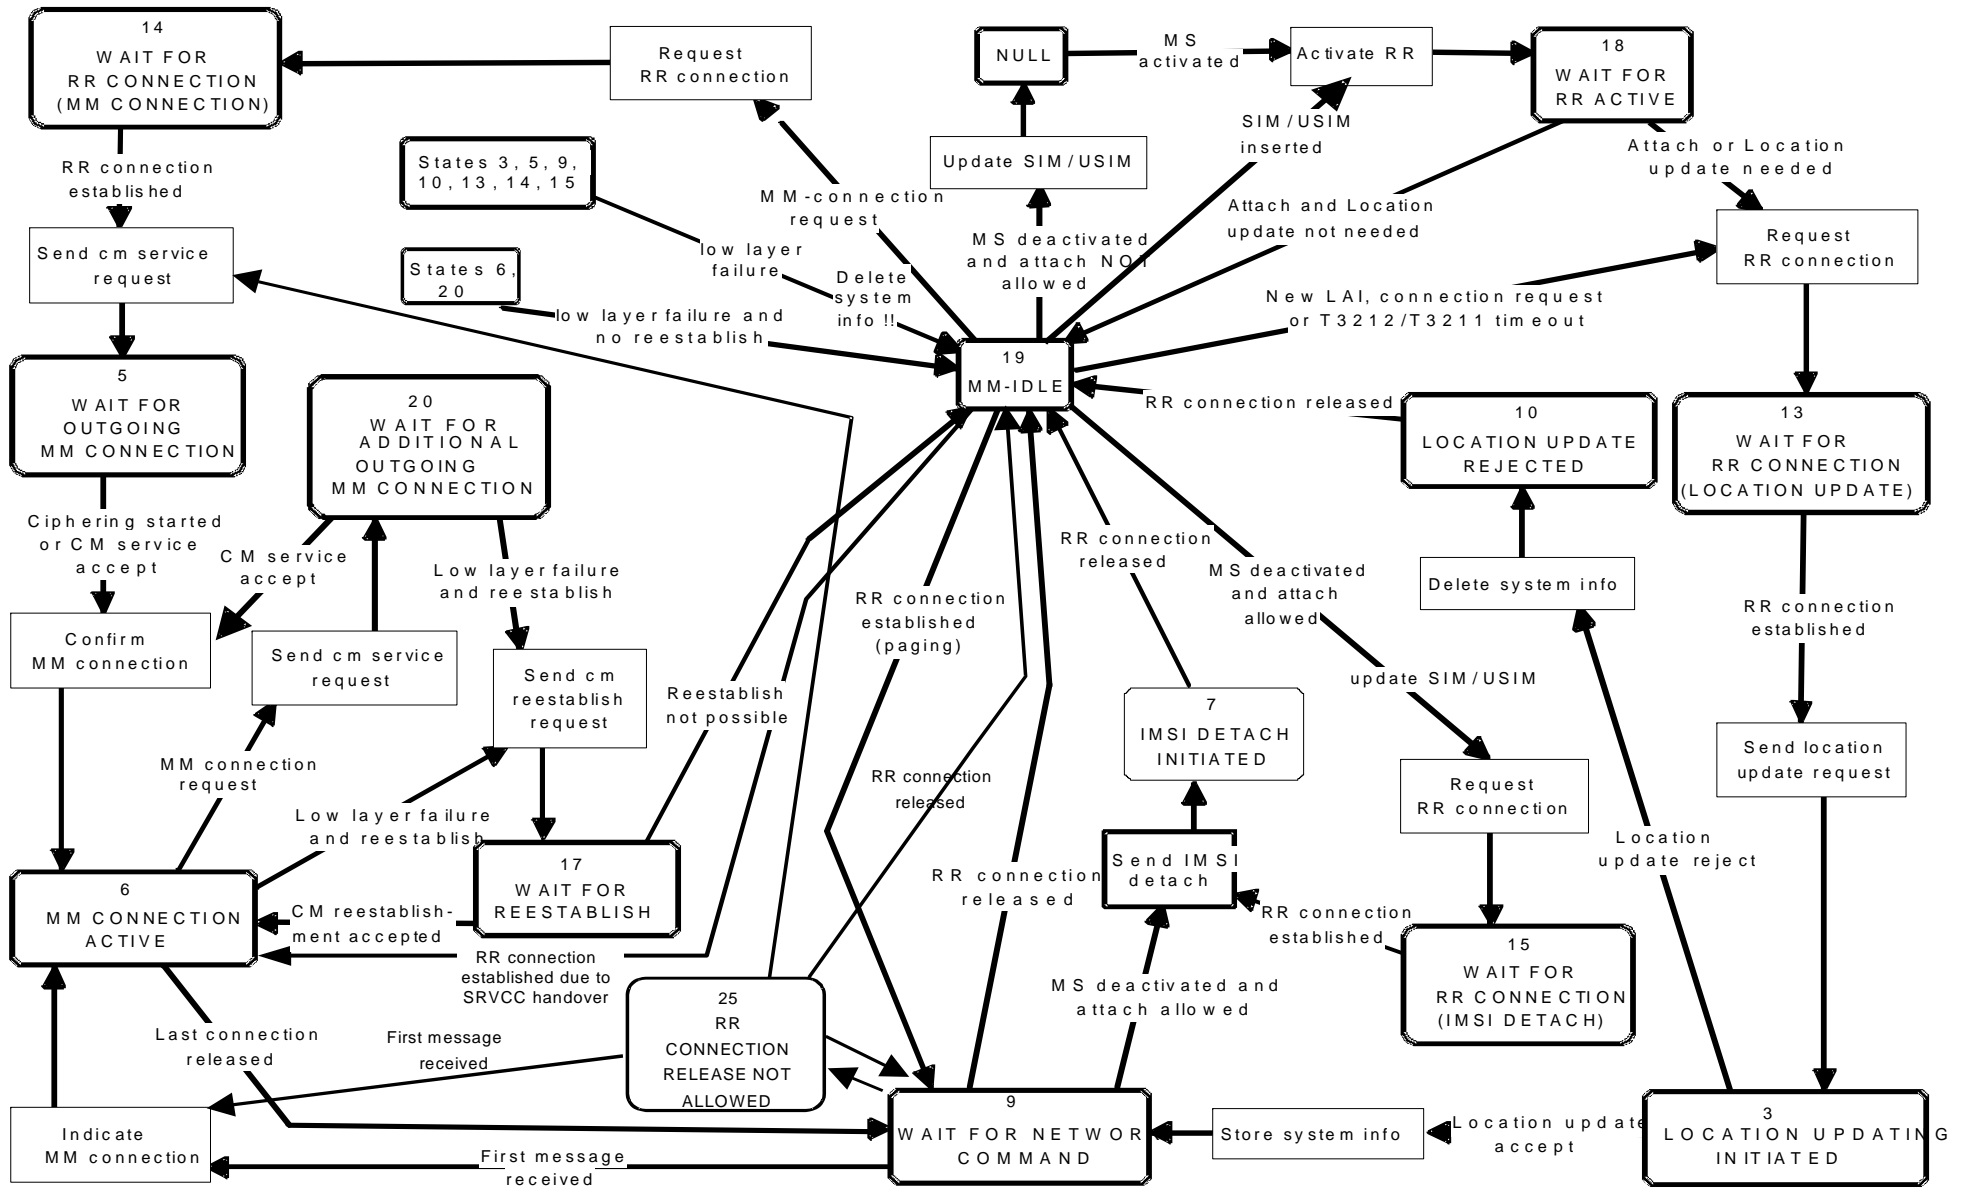 14
WAIT FOR
RR CONNECTION
(MM CONNECTION)
Request
RR connection
NULL
MS
activated
Activate RR
18
WAIT FOR
RR ACTIVE
RR connection
established
States 3, 5, 9,
10, 13, 14, 15
Update SIM/USIM
SIM/USIM
inserted
Attach or Location
update needed
MM-connection
request
Attach and Location
update not needed
Send cm service
request
States 6,
20
low layer
failure
Delete
system
info !!
MS deactivated
and attach NOT
allowed
Request
RR connection
low layer failure and
no reestablish
New LAI, connection request
or T3212/T3211 timeout
5
WAIT FOR
OUTGOING
MM CONNECTION
20
WAIT FOR
ADDITIONAL
OUTGOING
MM CONNECTION
19
MM-IDLE
RR connection released
10
LOCATION UPDATE
REJECTED
13
WAIT FOR
RR CONNECTION
(LOCATION UPDATE)
Ciphering started
or CM service
accept
CM service
accept
Low layer failure
and reestablish
RR connection
established
(paging)
RR connection
released
MS deactivated
and attach
allowed
Delete system info
RR connection
established
Confirm
MM connection
Send cm service
request
Send cm
reestablish
request
Reestablish
not possible
update SIM/USIM
7
IMSI DETACH
INITIATED
Send location
update request
MM connection
request
RR connection
released
Request
RR connection
Low layer failure
and reestablish
Location
update reject
17
WAIT FOR
REESTABLISH
Send IMSI
detach
RR connection
released
6
MM CONNECTION
ACTIVE
CM reestablish-
ment accepted
RR connection
established
15
WAIT FOR
RR CONNECTION
(IMSI DETACH)
RR connection
established due to
SRVCC handover
25
RR
CONNECTION
RELEASE NOT
ALLOWED
MS deactivated and
attach allowed
Last connection
released
First message
received
9
WAIT FOR NETWOR
COMMAND
Store system info
Location update
accept
3
LOCATION UPDATING
INITIATED
Indicate
MM connection
First message
received